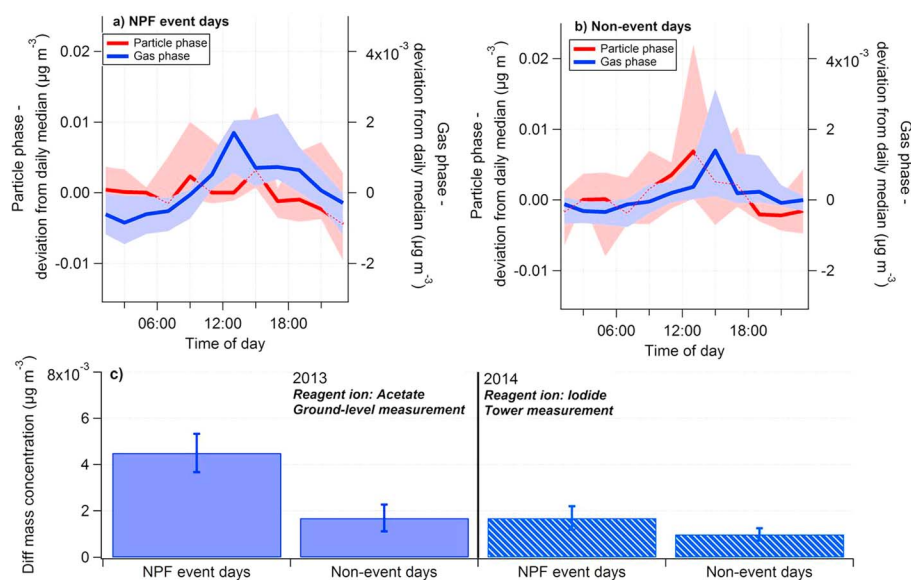 a) NPF event days
Particle phase
Gas phase
Particle phase -
deviation from daily median (µg m⁻³)
0.02
0.01
0.00
-0.01
4x10⁻³
2
0
-2
Gas phase -
deviation from daily median (µg m⁻³)
06:00 12:00 18:00
Time of day
b) Non-event days
Particle phase
Gas phase
Particle phase -
deviation from daily median (µg m⁻³)
0.02
0.01
0.00
-0.01
4x10⁻³
2
0
-2
Gas phase -
deviation from daily median (µg m⁻³)
06:00 12:00 18:00
Time of day
c)
Diff mass concentration (µg m⁻³)
8x10⁻³
6
4
2
0
2013
Reagent ion: Acetate
Ground-level measurement
2014
Reagent ion: Iodide
Tower measurement
NPF event days Non-event days NPF event days Non-event days